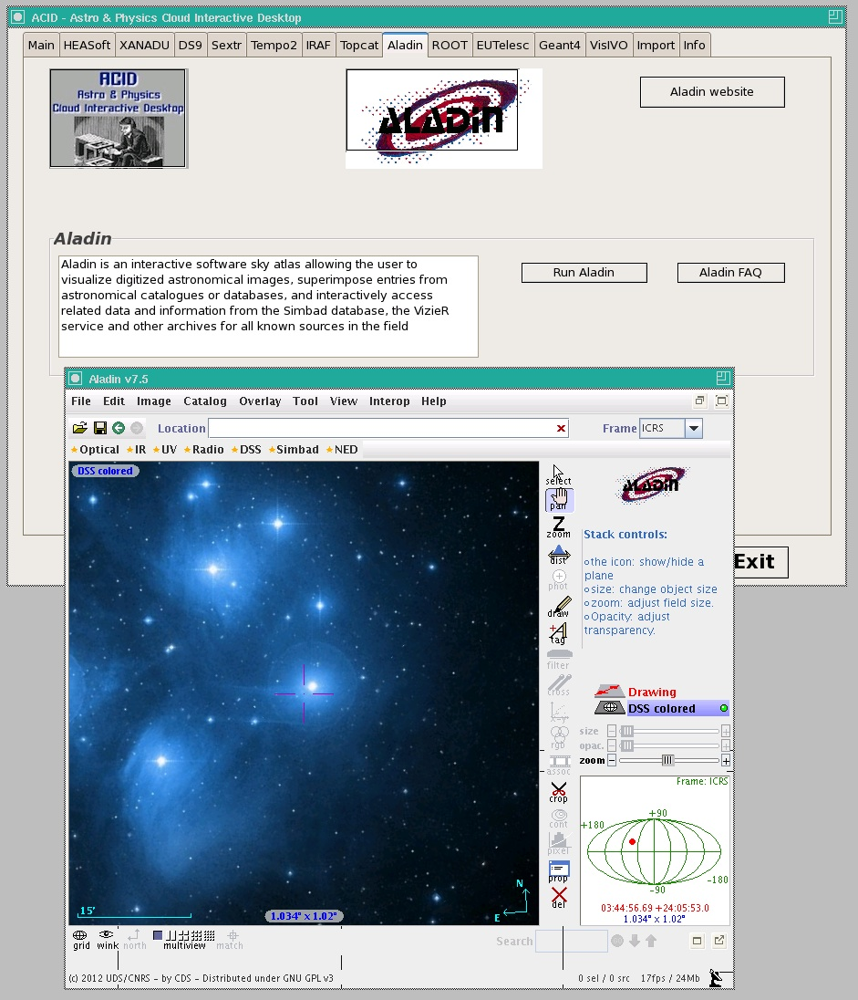 ACID - Astro & Physics Cloud Interactive Desktop
Main HEASoft XANADU DS9 Sextr Tempo2 IRAF Topcat Aladin ROOT EUTelesc Geant4 VisIVO Import Info
ACID
Astro & Physics
Cloud Interactive Desktop
ALADIN
Aladin website
Aladin
Aladin is an interactive software sky atlas allowing the user to
visualize digitized astronomical images, superimpose entries from
astronomical catalogues or databases, and interactively access
related data and information from the Simbad database, the VizieR
service and other archives for all known sources in the field
Run Aladin
Aladin FAQ
Exit
Aladin v7.5
File Edit Image Catalog Overlay Tool View Interop Help
Location
Frame ICRS
Optical IR UV Radio DSS Simbad NED
DSS colored
15'
1.034° x 1.02°
N
E
select
pan
zoom
dist
phot
draw
tag
filter
cross
x-y
rgb
assoc
crop
cont
pixel
prop
del
ALADIN
Stack controls:
the icon: show/hide a
plane
size: change object size
zoom: adjust field size.
Opacity: adjust
transparency.
Drawing
DSS colored
size
opac.
zoom
Frame: ICRS
+90
+180
-180
-90
03:44:56.69 +24:05:53.0
1.034° x 1.02°
grid wink north multiview match
Search
(c) 2012 UDS/CNRS - by CDS - Distributed under GNU GPL v3
0 sel / 0 src 17fps / 24Mb